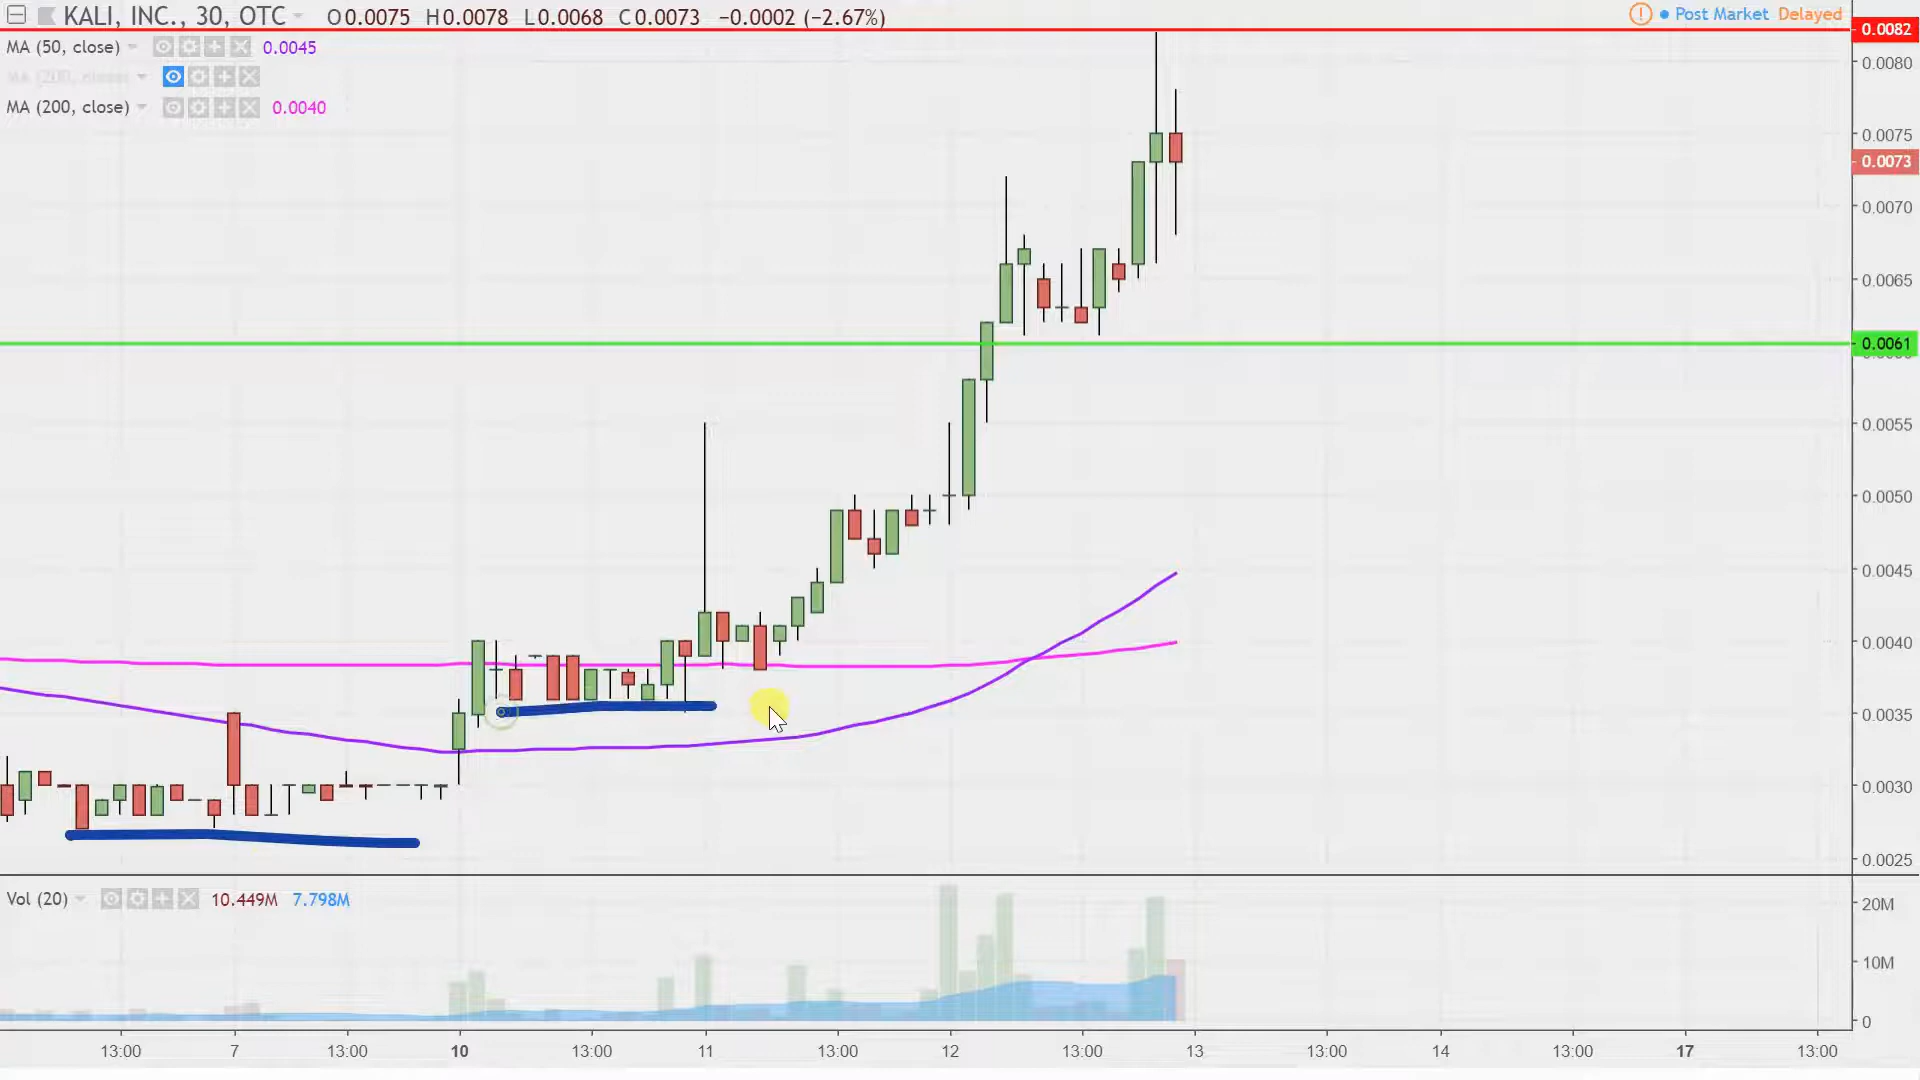 KALI, INC., 30, OTC O0.0075 H0.0078 L0.0068 C0.0073 −0.0002 (−2.67%)
Post Market Delayed
MA (50, close) 0.0045
MA (200, close)
MA (200, close) 0.0040
0.0082
0.0080
0.0075
0.0073
0.0070
0.0065
0.0061
0.0055
0.0050
0.0045
0.0040
0.0035
0.0030
0.0025
Vol (20) 10.449M 7.798M
20M
10M
0
13:00 7 13:00 10 13:00 11 13:00 12 13:00 13 13:00 14 13:00 17 13:00